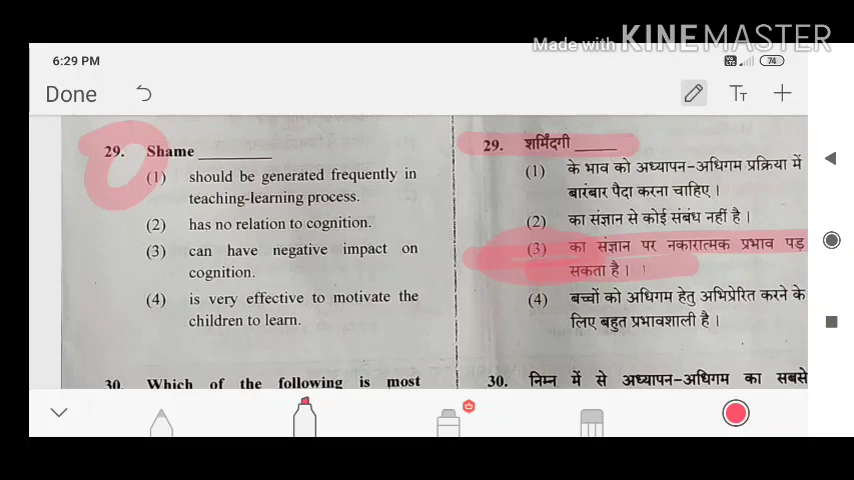 Made with KINEMASTER
6:29 PM
74
Done
TT
29. Shame ________
(1) should be generated frequently in
teaching-learning process.
(2) has no relation to cognition.
(3) can have negative impact on
cognition.
(4) is very effective to motivate the
children to learn.
30. Which of the following is most
29. शर्मिंदगी _____
(1) के भाव को अध्यापन-अधिगम प्रक्रिया में
बारंबार पैदा करना चाहिए।
(2) का संज्ञान से कोई संबंध नहीं है।
(3) का संज्ञान पर नकारात्मक प्रभाव पड़
सकता है।
(4) बच्चों को अधिगम हेतु अभिप्रेरित करने के
लिए बहुत प्रभावशाली है।
30. निम्न में से अध्यापन-अधिगम का सबसे